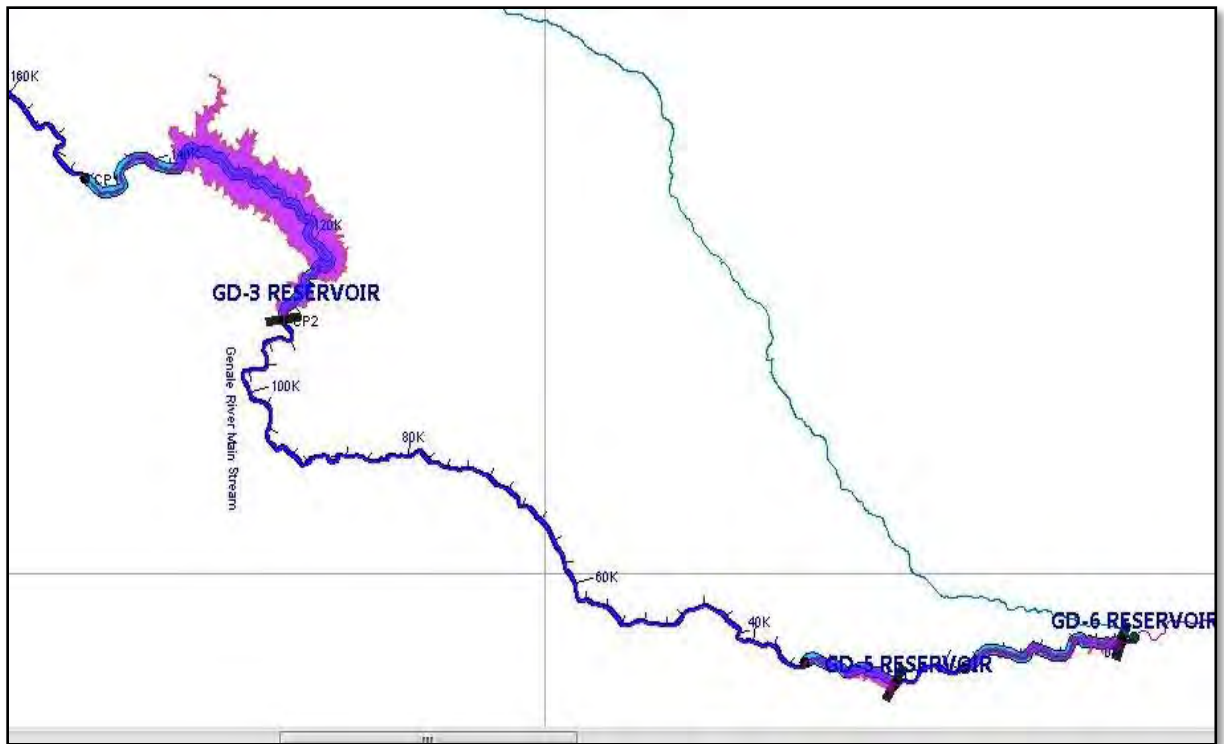 160K
CP1
140K
120K
GD-3 RESERVOIR
CP2
Genale River Main Stream
100K
80K
60K
40K
GD-6 RESERVOIR
GD-5 RESERVOIR